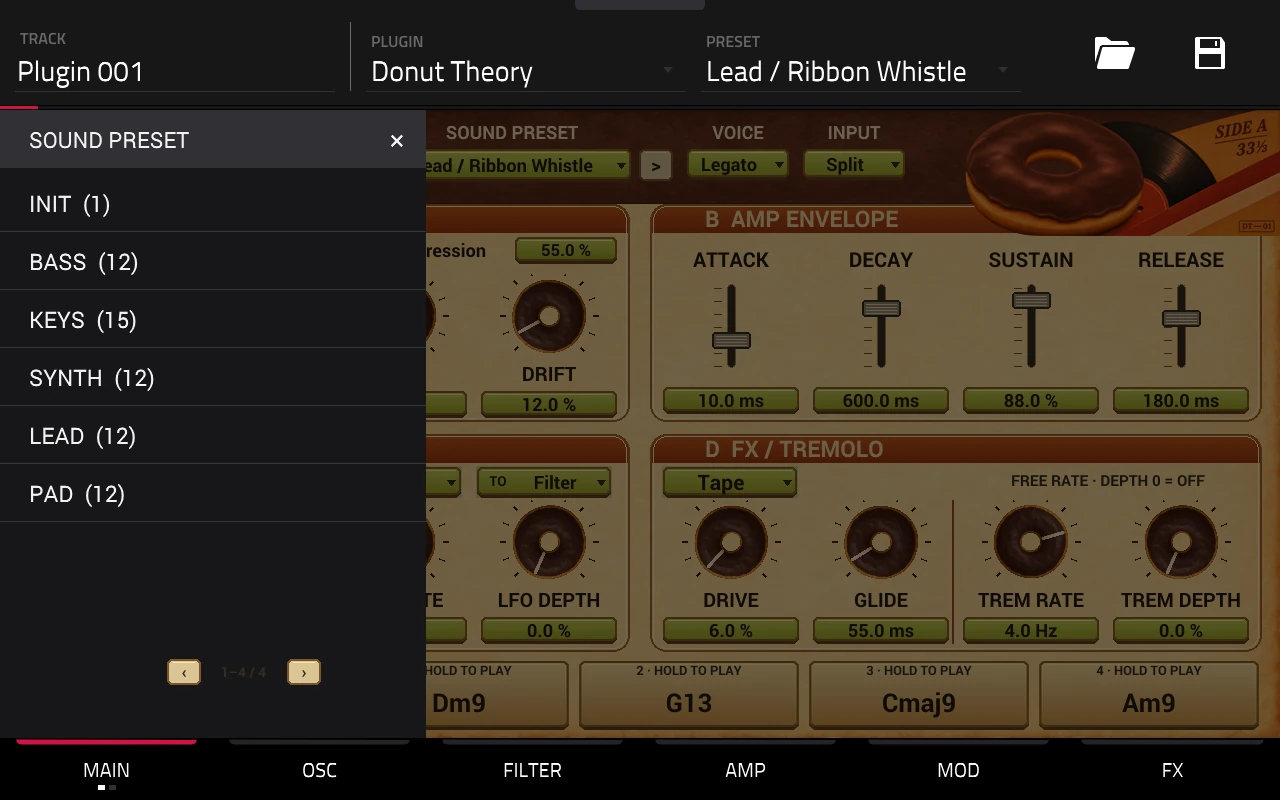 TRACK
Plugin 001
PLUGIN
Donut Theory
PRESET
Lead / Ribbon Whistle
SOUND PRESET
×
INIT (1)
BASS (12)
KEYS (15)
SYNTH (12)
LEAD (12)
PAD (12)
‹ 1–4 / 4 ›
SOUND PRESET
ead / Ribbon Whistle
>
VOICE
Legato
INPUT
Split
SIDE A
33⅓
DT—01
ression
55.0 %
DRIFT
12.0 %
B AMP ENVELOPE
ATTACK DECAY SUSTAIN RELEASE
10.0 ms 600.0 ms 88.0 % 180.0 ms
TO Filter
TE
LFO DEPTH
0.0 %
D FX / TREMOLO
Tape
FREE RATE · DEPTH 0 = OFF
DRIVE GLIDE TREM RATE TREM DEPTH
6.0 % 55.0 ms 4.0 Hz 0.0 %
HOLD TO PLAY
Dm9
2 · HOLD TO PLAY
G13
3 · HOLD TO PLAY
Cmaj9
4 · HOLD TO PLAY
Am9
MAIN OSC FILTER AMP MOD FX